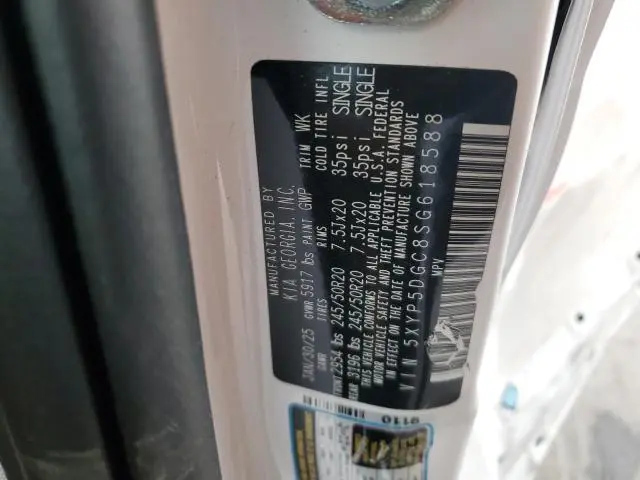 MANUFACTURED BY
KIA GEORGIA, INC.
JAN/30/25 GVWR 5917 lbs PAINT GWP TRIM WK
GAWR TIRES RIMS COLD TIRE INFL
FRONT 2954 lbs 245/50R20 7.5Jx20 35psi SINGLE
REAR 3196 lbs 245/50R20 7.5Jx20 35psi SINGLE
THIS VEHICLE CONFORMS TO ALL APPLICABLE U.S.A. FEDERAL
MOTOR VEHICLE SAFETY AND THEFT PREVENTION STANDARDS
IN EFFECT ON THE DATE OF MANUFACTURE SHOWN ABOVE
VIN 5XYP5DGC8SG618588
MPV
9110